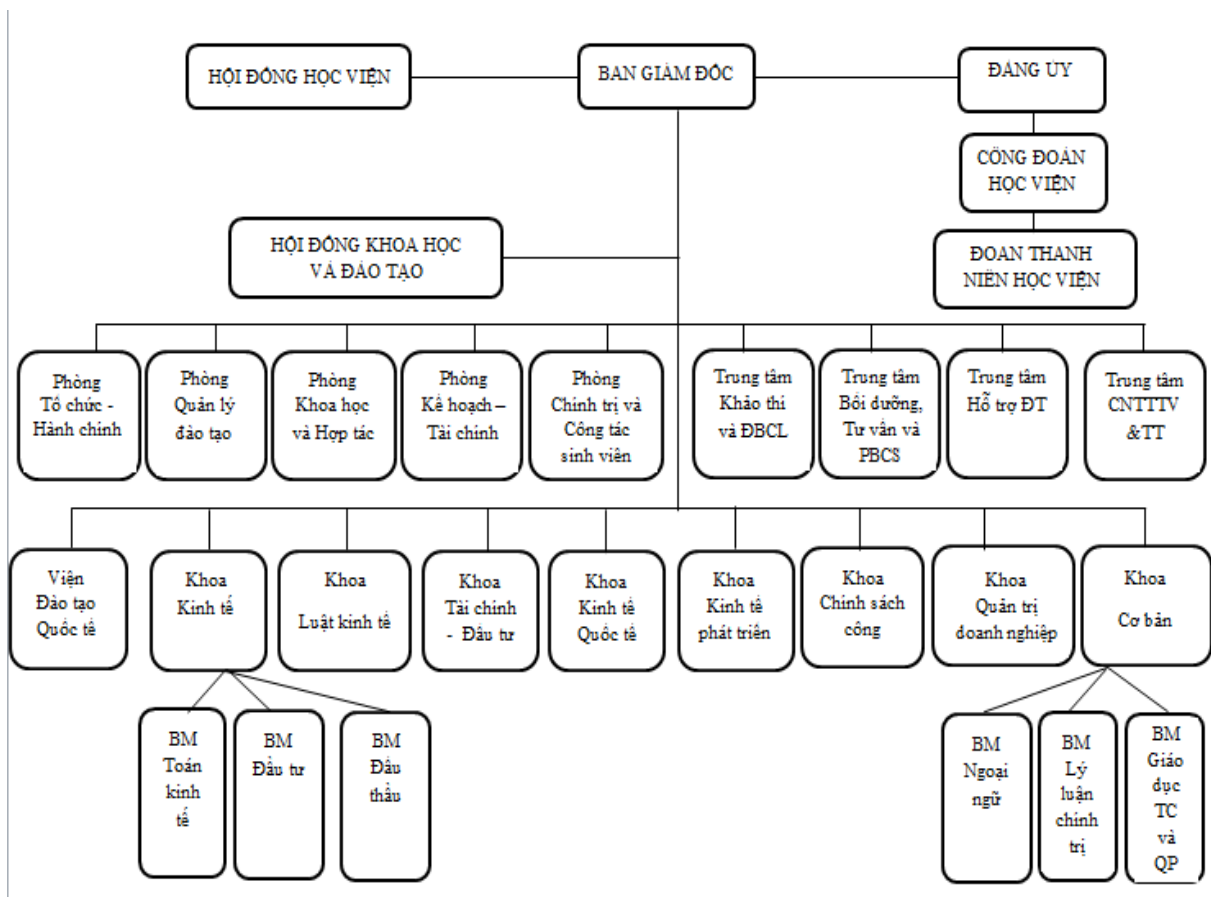 HỘI ĐỒNG HỌC VIỆN
BAN GIÁM ĐỐC
ĐẢNG ỦY
CÔNG ĐOÀN
HỌC VIỆN
HỘI ĐỒNG KHOA HỌC
VÀ ĐÀO TẠO
ĐOAN THANH
NIÊN HỌC VIỆN
Phòng
Tổ chức -
Hành chính
Phòng
Quản lý
đào tạo
Phòng
Khoa học
và Hợp tác
Phòng
Kế hoạch –
Tài chính
Phòng
Chính trị và
Công tác
sinh viên
Trung tâm
Khảo thí
và ĐBCL
Trung tâm
Bồi dưỡng,
Tư vấn và
PBCS
Trung tâm
Hỗ trợ ĐT
Trung tâm
CNTTTV
&TT
Viện
Đào tạo
Quốc tế
Khoa
Kinh tế
Khoa
Luật kinh tế
Khoa
Tài chính
- Đầu tư
Khoa
Kinh tế
Quốc tế
Khoa
Kinh tế
phát triển
Khoa
Chính sách
công
Khoa
Quản trị
doanh nghiệp
Khoa
Cơ bản
BM
Toán
kinh
tế
BM
Đầu tư
BM
Đấu
thầu
BM
Ngoại
ngữ
BM
Lý
luận
chính
trị
BM
Giáo
dục
TC
và
QP